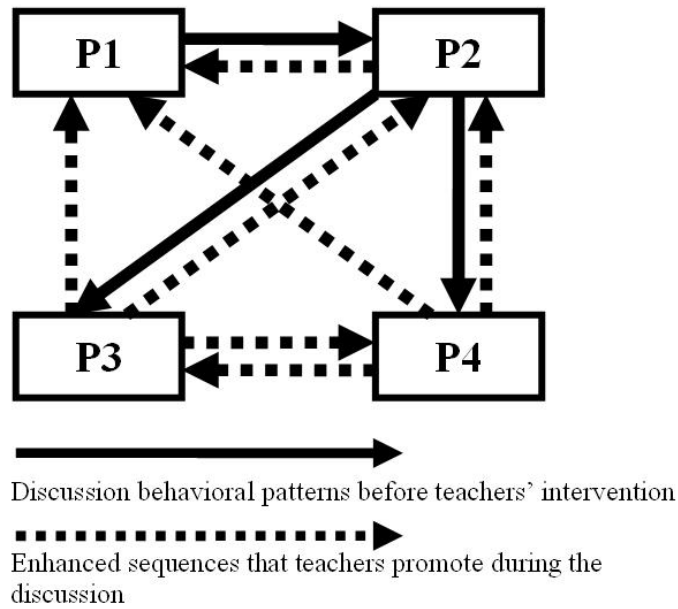 P1 P2
P3 P4
Discussion behavioral patterns before teachers’ intervention
Enhanced sequences that teachers promote during the
discussion